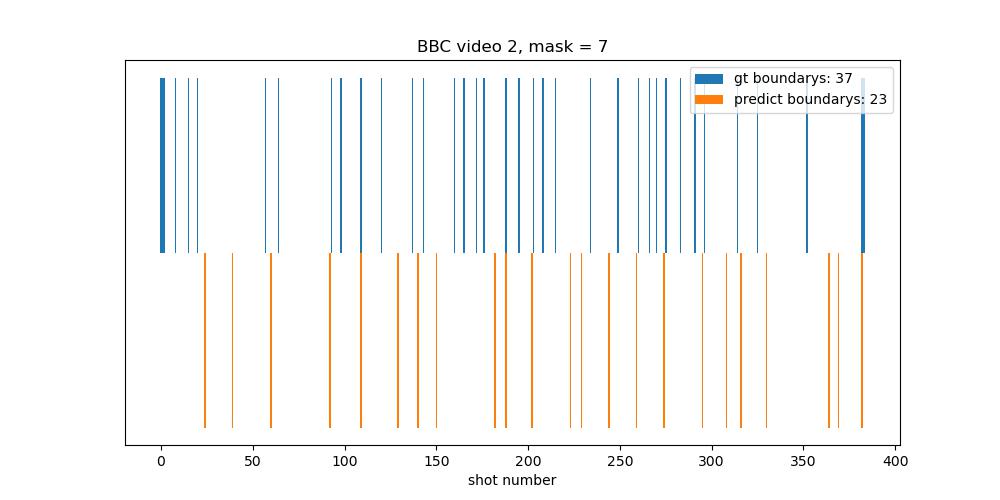 BBC video 2, mask = 7
gt boundarys: 37
predict boundarys: 23
0 50 100 150 200 250 300 350 400
shot number